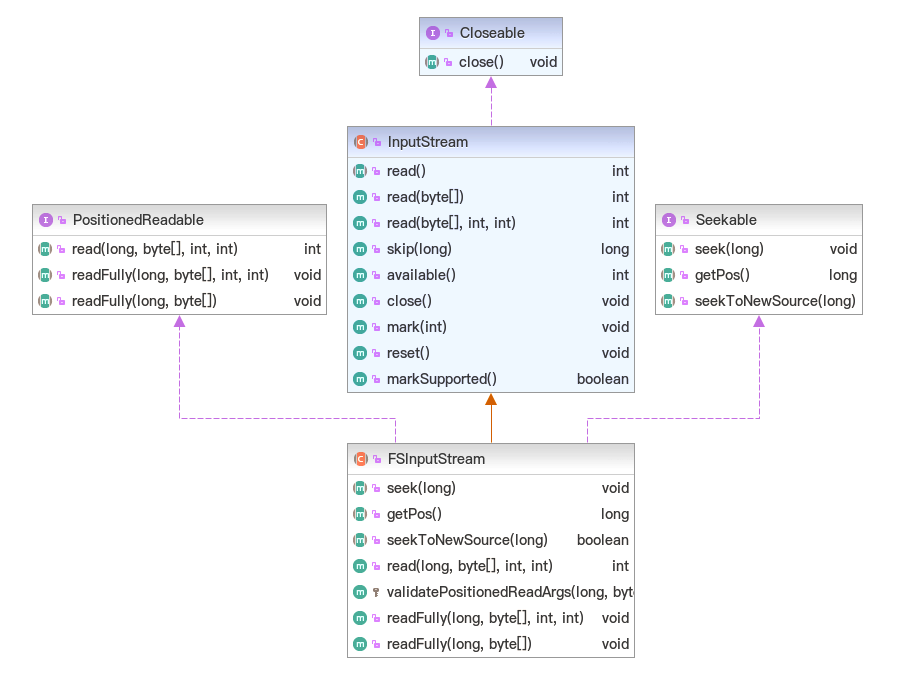 Closeable
close() void
InputStream
read() int
read(byte[]) int
read(byte[], int, int) int
skip(long) long
available() int
close() void
mark(int) void
reset() void
markSupported() boolean
PositionedReadable
read(long, byte[], int, int) int
readFully(long, byte[], int, int) void
readFully(long, byte[]) void
Seekable
seek(long) void
getPos() long
seekToNewSource(long)
FSInputStream
seek(long) void
getPos() long
seekToNewSource(long) boolean
read(long, byte[], int, int) int
validatePositionedReadArgs(long, byt
readFully(long, byte[], int, int) void
readFully(long, byte[]) void